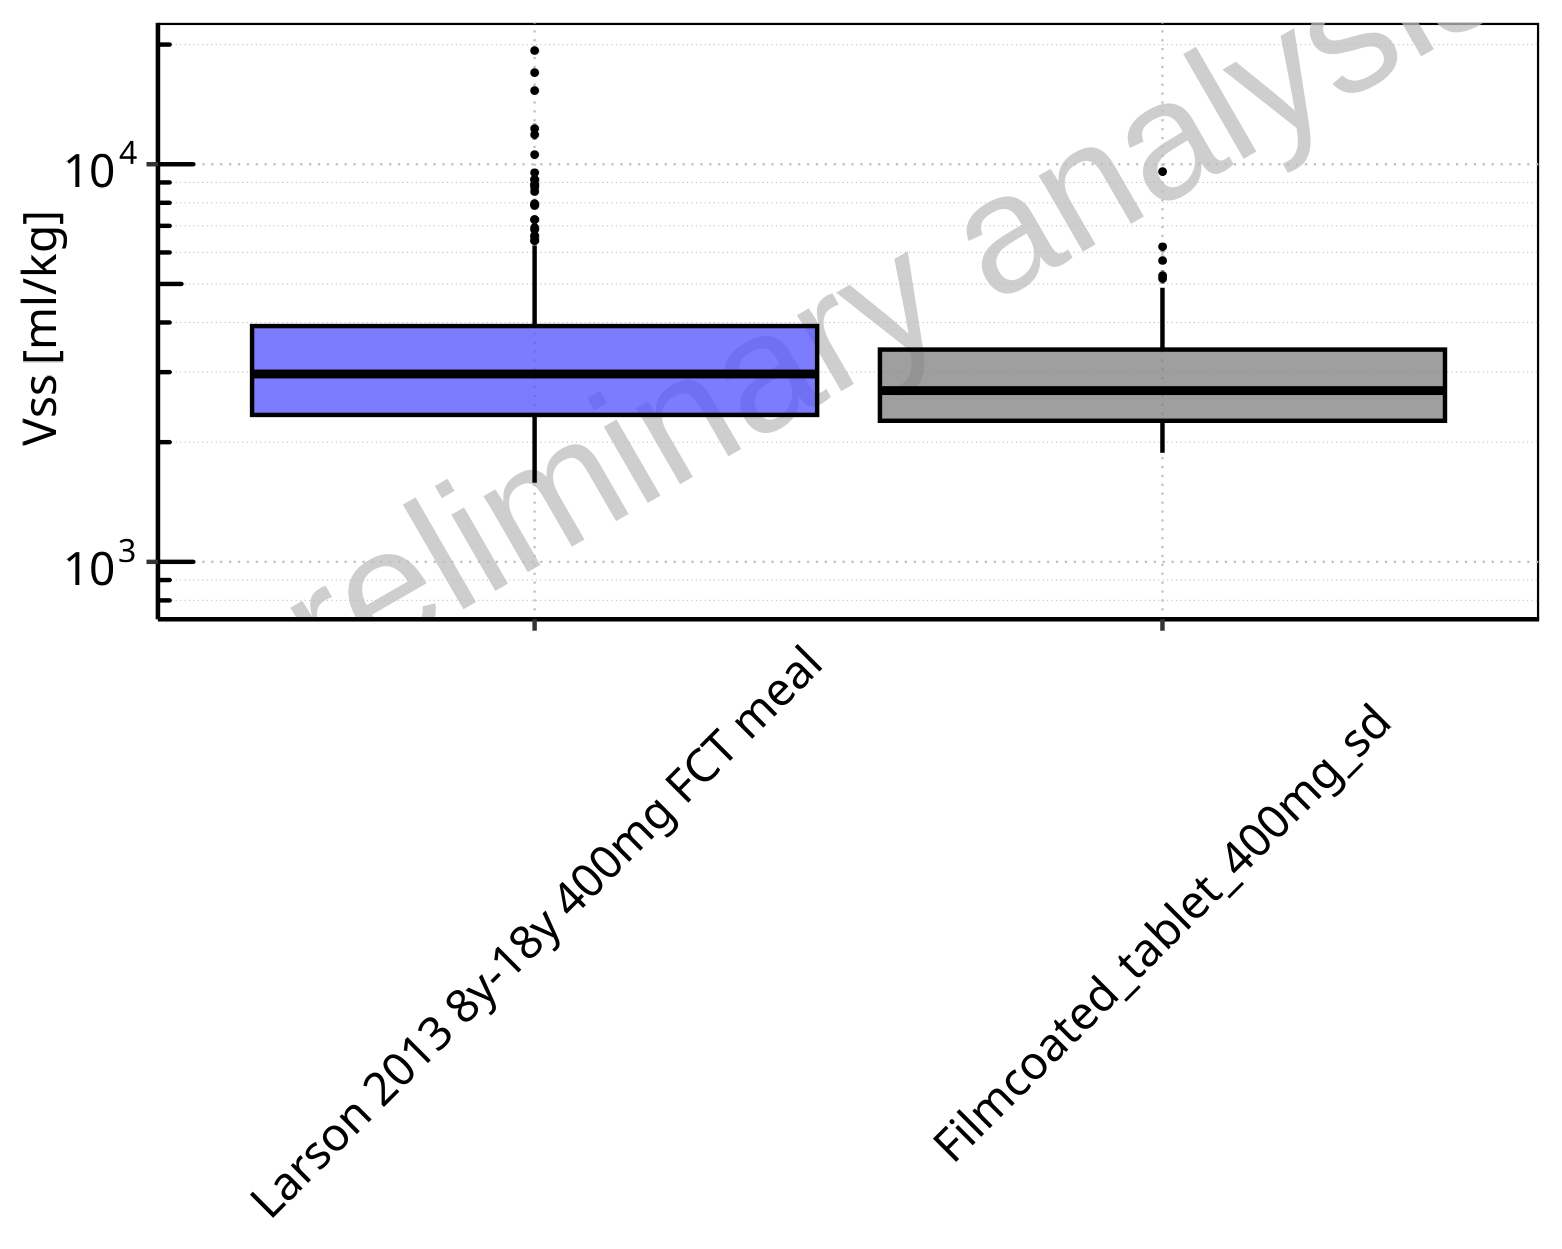 Vss [ml/kg]
10^4
10^3
reliminary analysis
Larson 2013 8y-18y 400mg FCT meal
Filmcoated_tablet_400mg_sd